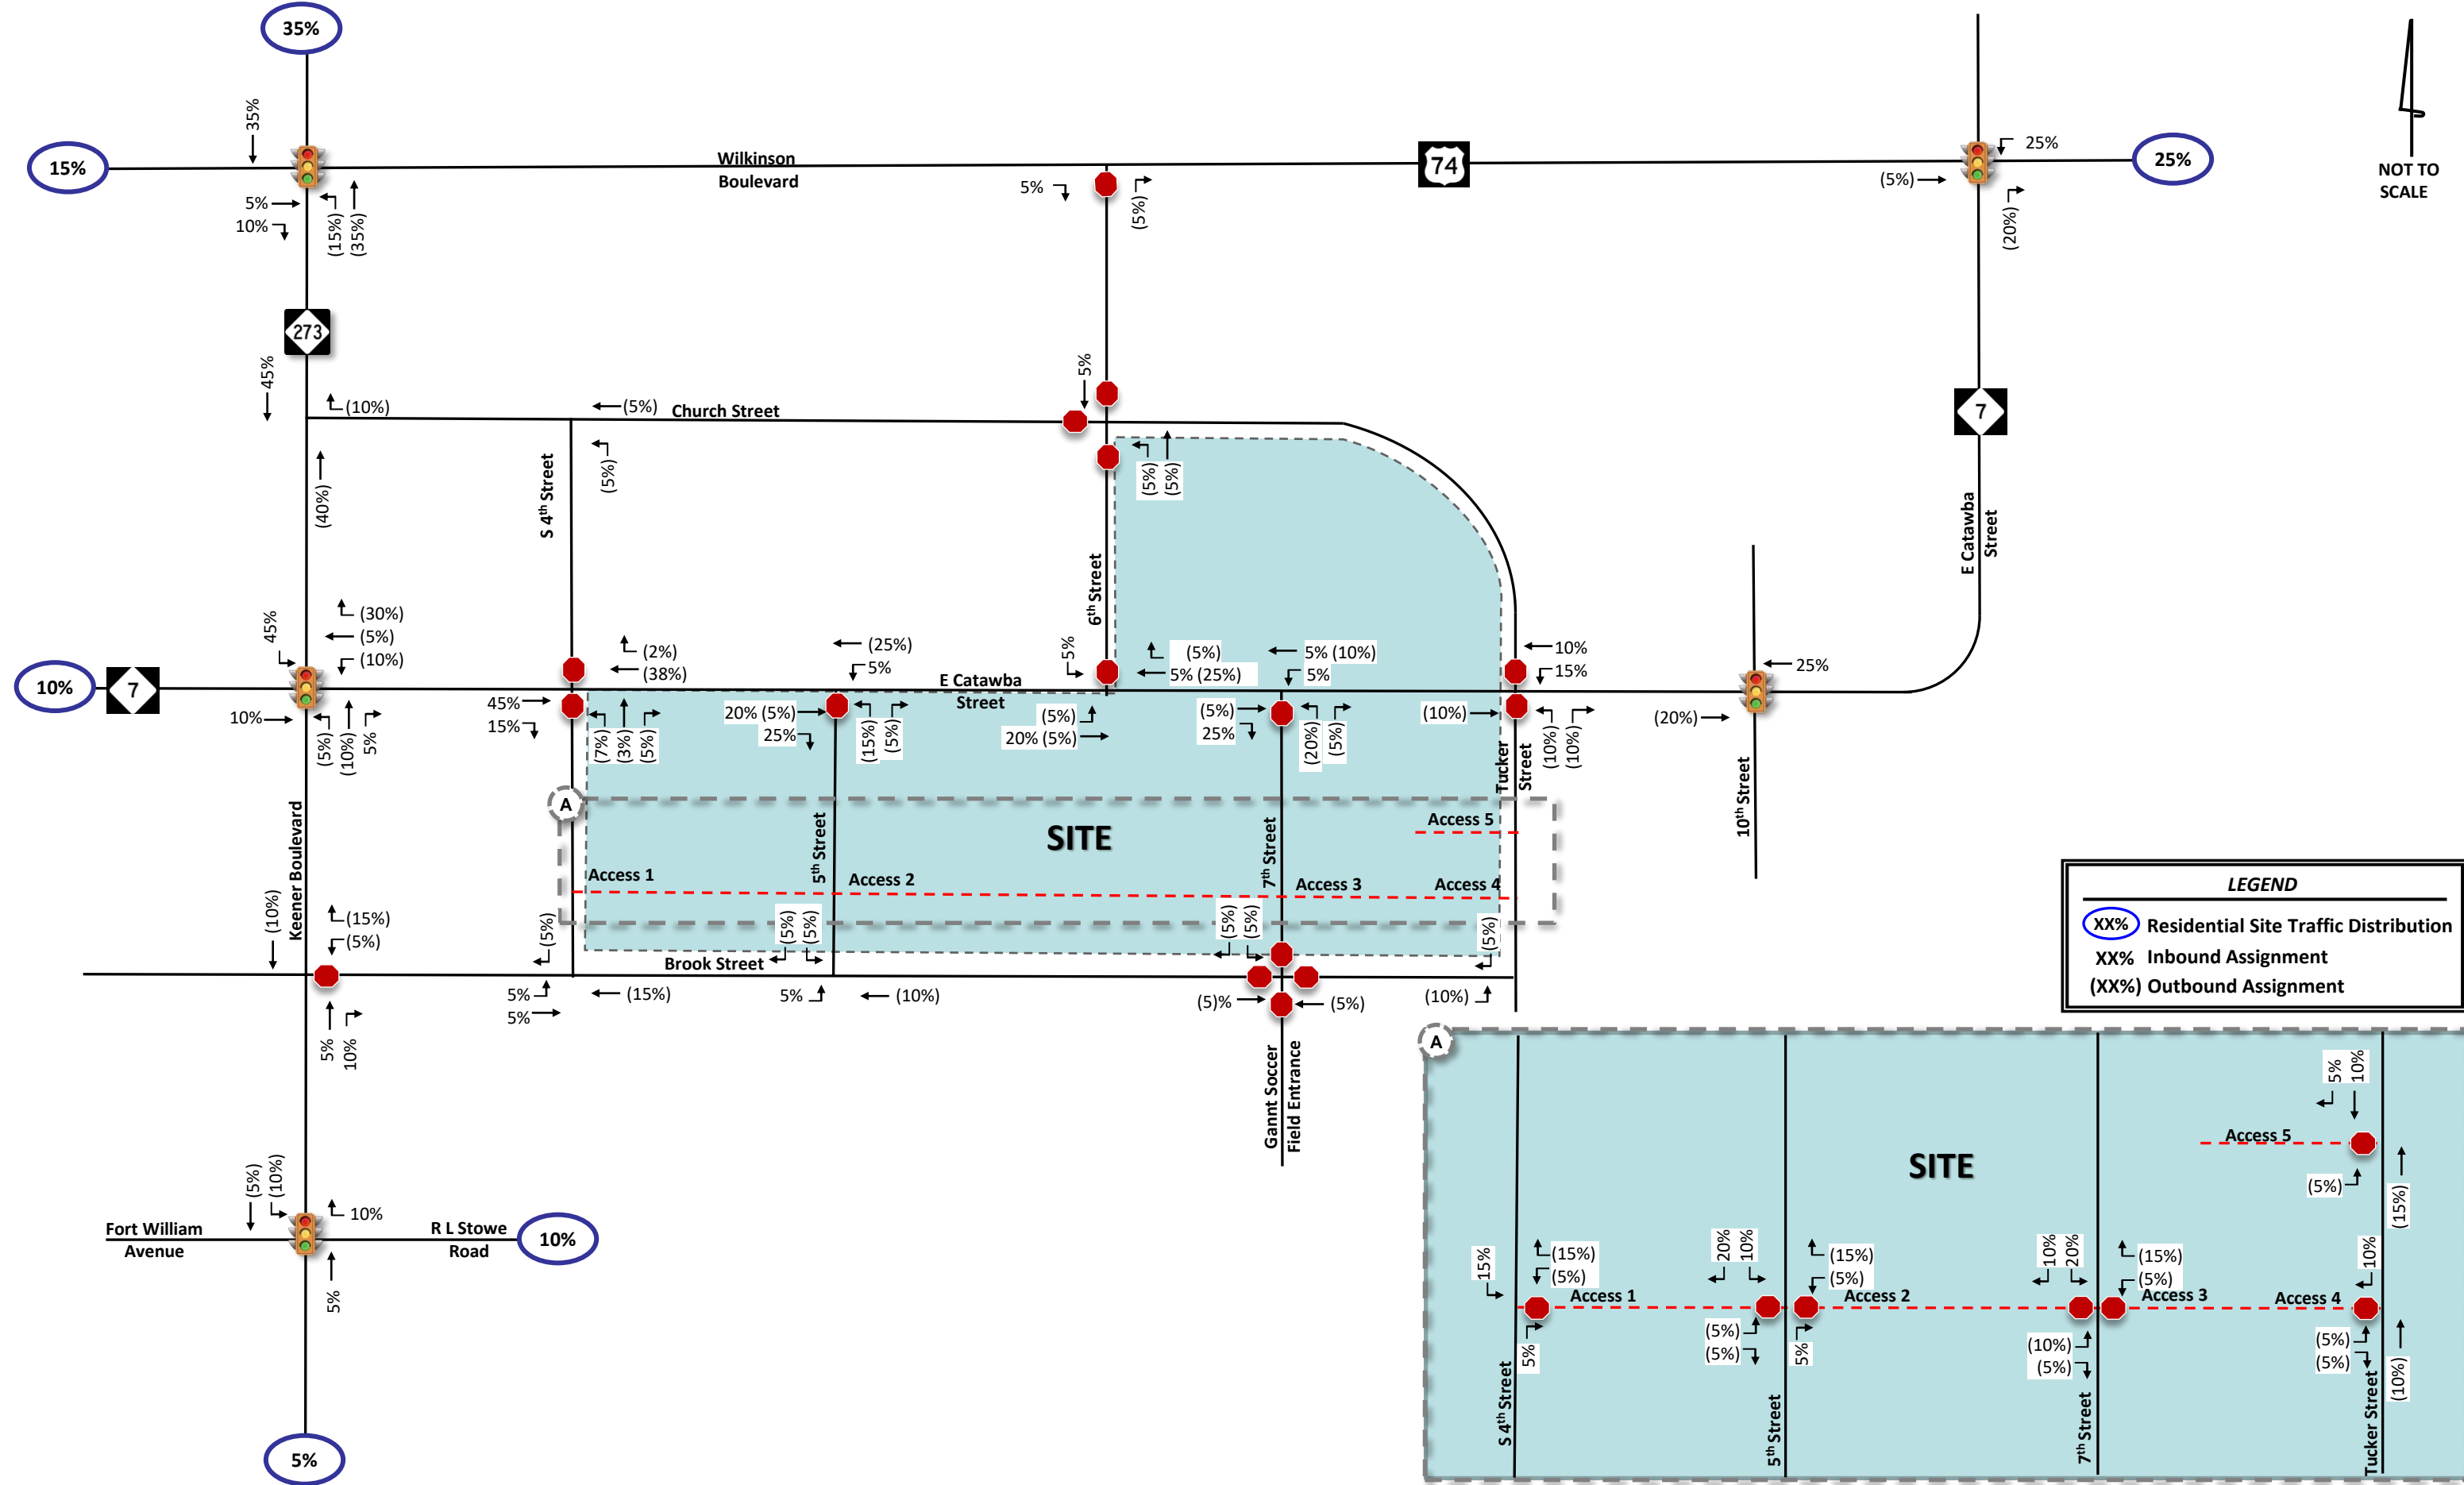 35%
35%
15%
Wilkinson
Boulevard
74
25%
25%
5%
10%
(15%)
(35%)
5%
(5%)
(5%)
(20%)
NOT TO
SCALE
273
45%
(10%)
(5%)
Church Street
5%
7
(40%)
S 4th Street
(5%)
(5%)
(5%)
6th Street
E Catawba
Street
45%
(30%)
(5%)
(10%)
(2%)
(38%)
(25%)
5%
5%
(5%)
5% (25%)
5% (10%)
5%
10%
15%
25%
10%
7
E Catawba
Street
10%
(5%)
(10%)
5%
45%
15%
(7%)
(3%)
(5%)
20% (5%)
25%
(15%)
(5%)
(5%)
20% (5%)
(5%)
25%
(20%)
(5%)
(10%)
Tucker
Street
(10%)
(10%)
(20%)
10th Street
A
SITE
Access 5
Keener Boulevard
5th Street
7th Street
Access 1
Access 2
Access 3
Access 4
(10%)
(15%)
(5%)
(5%)
(5%)
(5%)
(5%)
(5%)
(5%)
Brook Street
5%
5%
(15%)
5%
(10%)
(5)%
(5%)
(10%)
5%
10%
Gannt Soccer
Field Entrance
LEGEND
XX% Residential Site Traffic Distribution
XX% Inbound Assignment
(XX%) Outbound Assignment
(5%)
(10%)
10%
Fort William
Avenue
R L Stowe
Road
10%
5%
5%
A
5%
10%
SITE
Access 5
(5%)
(15%)
15%
(15%)
(5%)
Access 1
5%
20%
10%
(5%)
(5%)
(15%)
(5%)
Access 2
5%
10%
20%
(10%)
(5%)
(15%)
(5%)
Access 3
Access 4
10%
(5%)
(5%)
(10%)
S 4th Street
5th Street
7th Street
Tucker Street